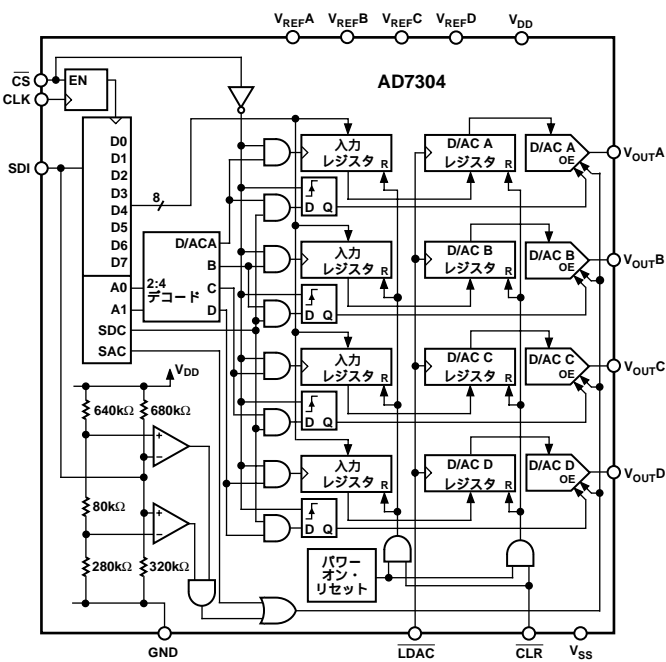 VREFA VREFB VREFC VREFD VDD
AD7304
CS
CLK
EN
SDI
D0
D1
D2
D3
D4
D5
D6
D7
8
A0
A1
SDC
SAC
2:4
デコード
D/ACA
B
C
D
入力
レジスタ R
D/AC A
レジスタ R
D/AC A
OE
VOUTA
D Q
入力
レジスタ R
D/AC B
レジスタ R
D/AC B
OE
VOUTB
D Q
入力
レジスタ R
D/AC C
レジスタ R
D/AC C
OE
VOUTC
D Q
入力
レジスタ R
D/AC D
レジスタ R
D/AC D
OE
VOUTD
D Q
VDD
640kΩ 680kΩ
+
−
80kΩ
+
−
280kΩ 320kΩ
パワー
オン・
リセット
GND LDAC CLR VSS